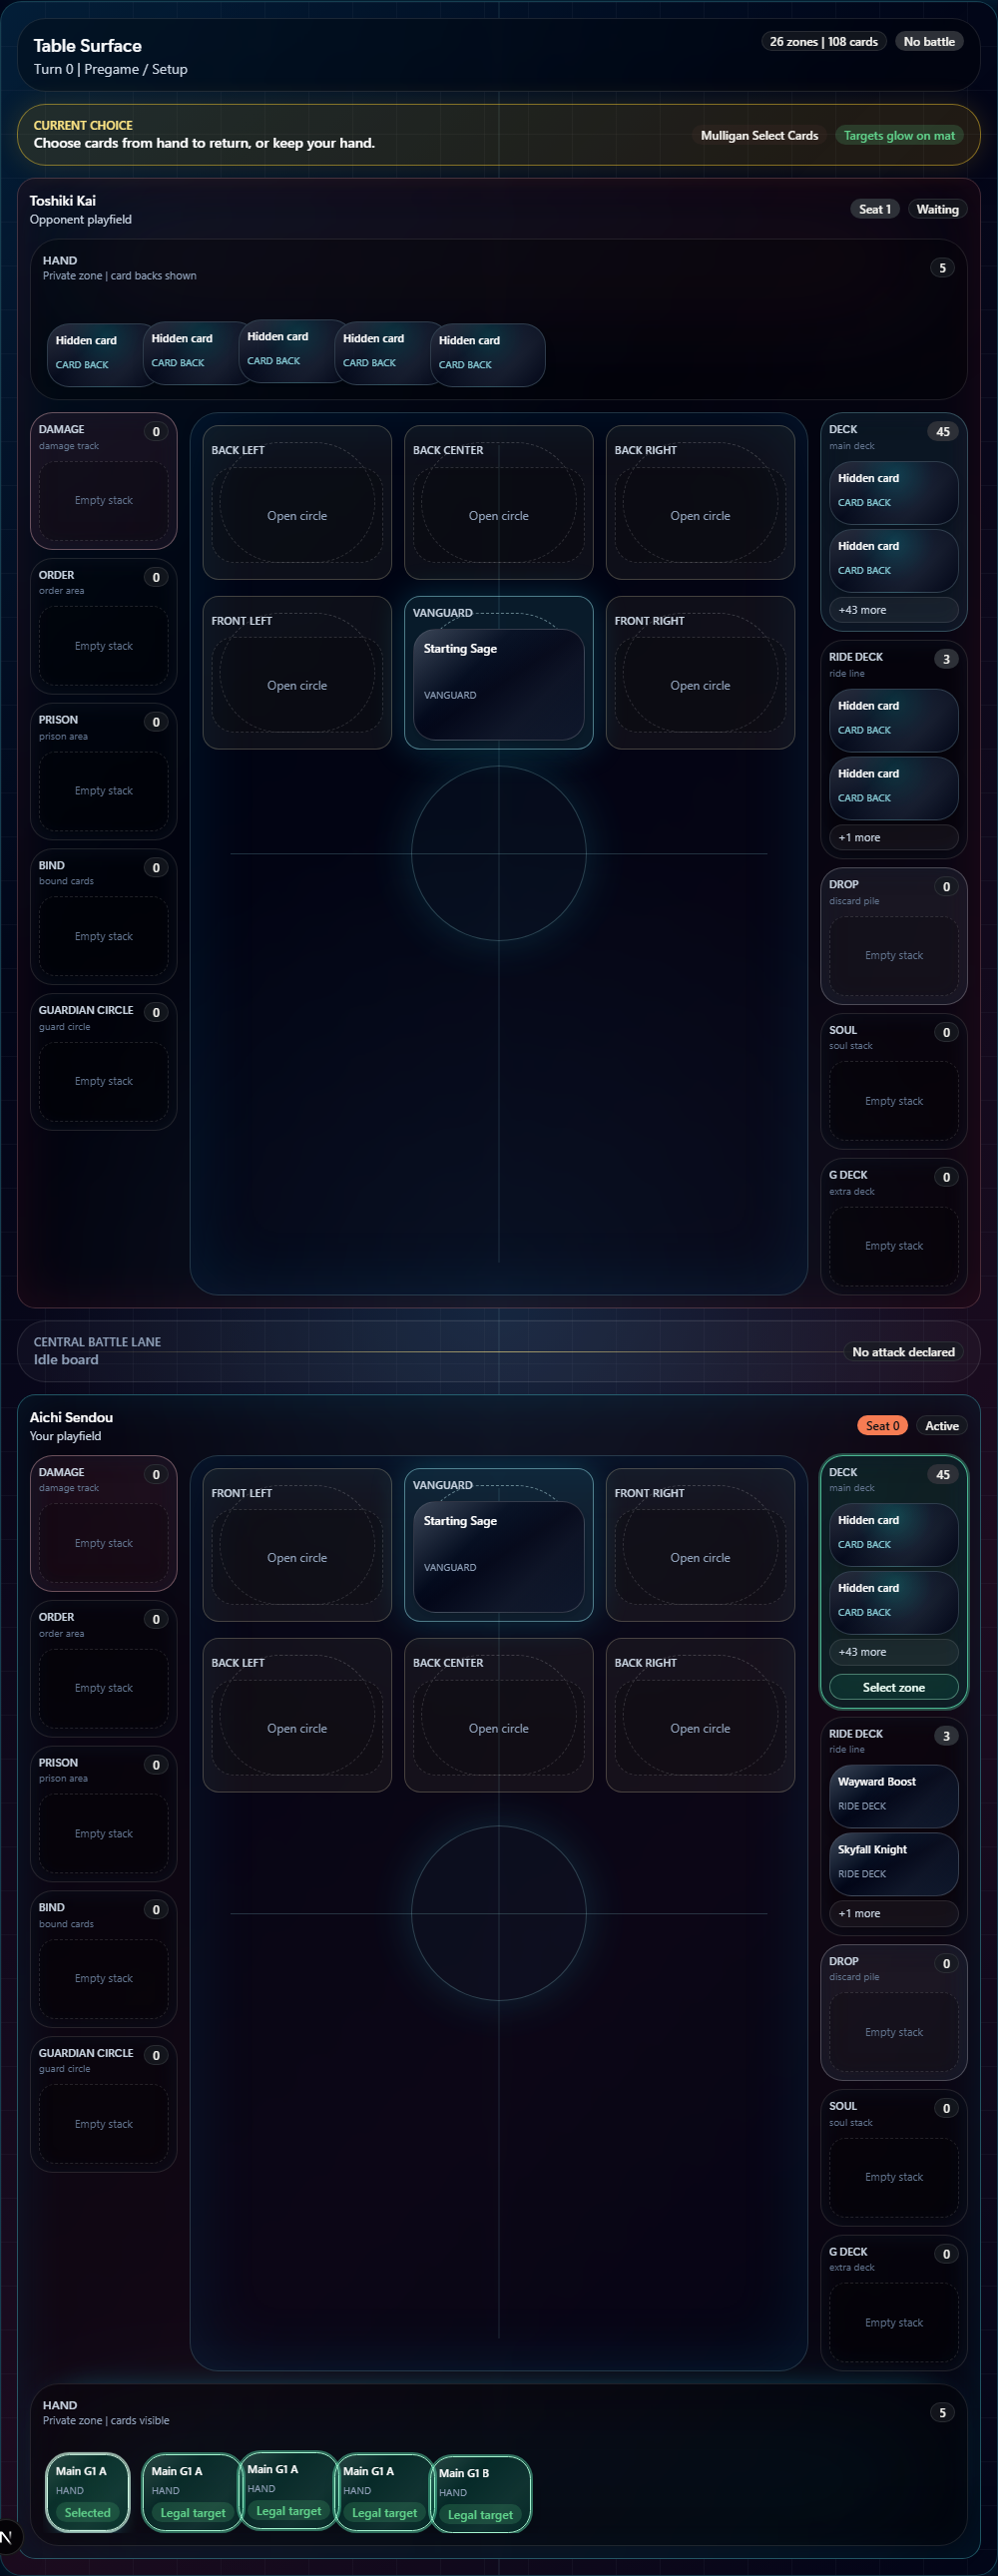 Table Surface
Turn 0 | Pregame / Setup
26 zones | 108 cards
No battle
CURRENT CHOICE
Choose cards from hand to return, or keep your hand.
Mulligan Select Cards
Targets glow on mat
Toshiki Kai
Opponent playfield
Seat 1
Waiting
HAND
Private zone | card backs shown
5
Hidden card
CARD BACK
Hidden card
CARD BACK
Hidden card
CARD BACK
Hidden card
CARD BACK
Hidden card
CARD BACK
DAMAGE
0
damage track
Empty stack
ORDER
0
order area
Empty stack
PRISON
0
prison area
Empty stack
BIND
0
bound cards
Empty stack
GUARDIAN CIRCLE
0
guard circle
Empty stack
BACK LEFT
Open circle
BACK CENTER
Open circle
BACK RIGHT
Open circle
FRONT LEFT
Open circle
VANGUARD
Starting Sage
VANGUARD
FRONT RIGHT
Open circle
DECK
45
main deck
Hidden card
CARD BACK
Hidden card
CARD BACK
+43 more
RIDE DECK
3
ride line
Hidden card
CARD BACK
Hidden card
CARD BACK
+1 more
DROP
0
discard pile
Empty stack
SOUL
0
soul stack
Empty stack
G DECK
0
extra deck
Empty stack
CENTRAL BATTLE LANE
Idle board
No attack declared
Aichi Sendou
Your playfield
Seat 0
Active
DAMAGE
0
damage track
Empty stack
ORDER
0
order area
Empty stack
PRISON
0
prison area
Empty stack
BIND
0
bound cards
Empty stack
GUARDIAN CIRCLE
0
guard circle
Empty stack
FRONT LEFT
Open circle
VANGUARD
Starting Sage
VANGUARD
FRONT RIGHT
Open circle
BACK LEFT
Open circle
BACK CENTER
Open circle
BACK RIGHT
Open circle
DECK
45
main deck
Hidden card
CARD BACK
Hidden card
CARD BACK
+43 more
Select zone
RIDE DECK
3
ride line
Wayward Boost
RIDE DECK
Skyfall Knight
RIDE DECK
+1 more
DROP
0
discard pile
Empty stack
SOUL
0
soul stack
Empty stack
G DECK
0
extra deck
Empty stack
HAND
Private zone | cards visible
5
Main G1 A
HAND
Selected
Main G1 A
HAND
Legal target
Main G1 A
HAND
Legal target
Main G1 A
HAND
Legal target
Main G1 B
HAND
Legal target
N